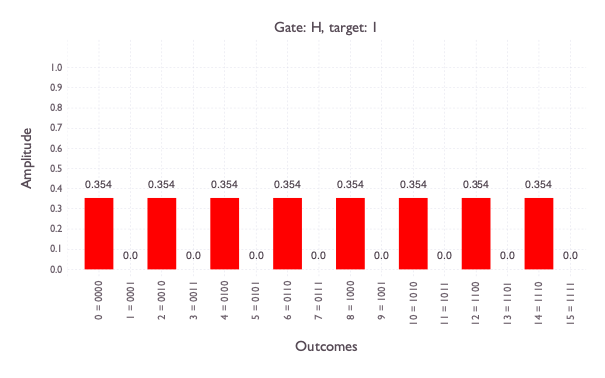 Gate: H, target: 1
Amplitude
1.0
0.9
0.8
0.7
0.6
0.5
0.4
0.3
0.2
0.1
0.0
0.354 0.0 0.354 0.0 0.354 0.0 0.354 0.0 0.354 0.0 0.354 0.0 0.354 0.0 0.354 0.0
0 = 0000
1 = 0001
2 = 0010
3 = 0011
4 = 0100
5 = 0101
6 = 0110
7 = 0111
8 = 1000
9 = 1001
10 = 1010
11 = 1011
12 = 1100
13 = 1101
14 = 1110
15 = 1111
Outcomes